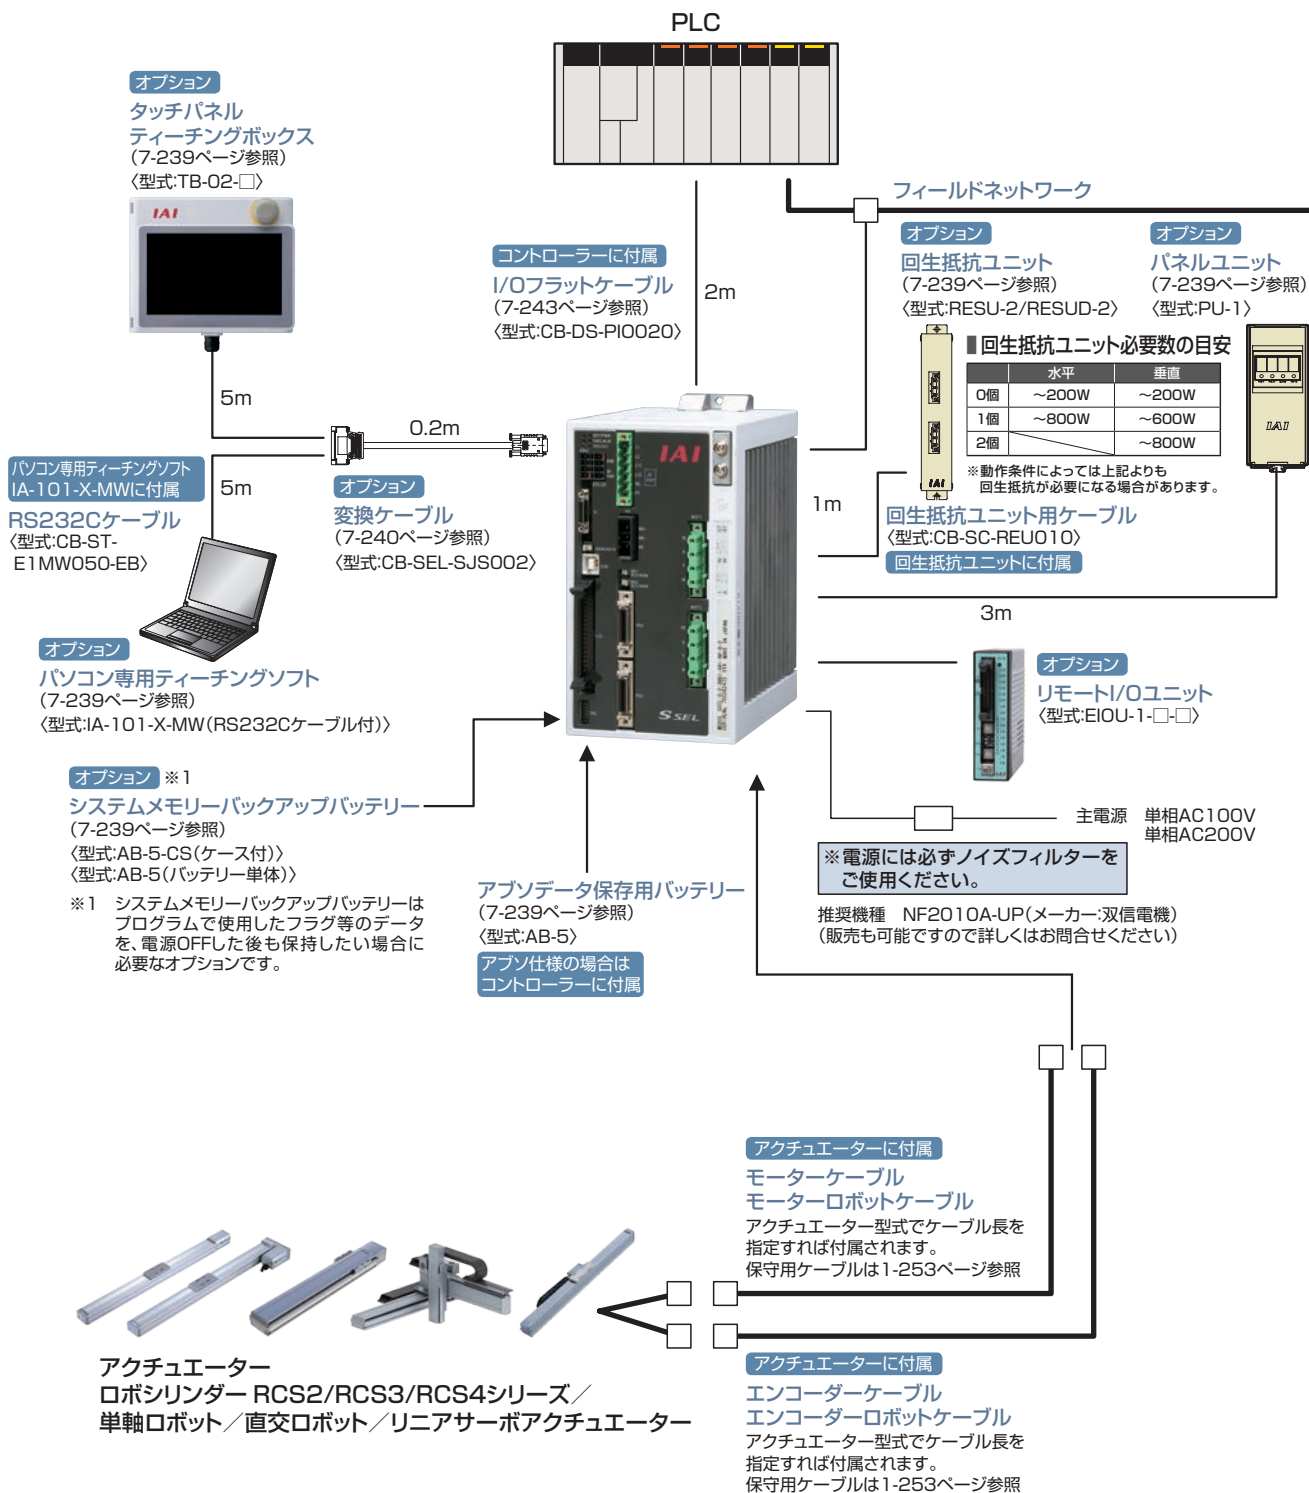 PLC
オプション
タッチパネル
ティーチングボックス
(7-239ページ参照)
〈型式:TB-02-□〉
IAI
フィールドネットワーク
コントローラーに付属
I/Oフラットケーブル
(7-243ページ参照)
〈型式:CB-DS-PIO020〉
2m
オプション
回生抵抗ユニット
(7-239ページ参照)
〈型式:RESU-2/RESUD-2〉
オプション
パネルユニット
(7-239ページ参照)
〈型式:PU-1〉
■回生抵抗ユニット必要数の目安
水平 垂直
0個 ～200W ～200W
1個 ～800W ～600W
2個 ～800W
※動作条件によっては上記よりも
回生抵抗が必要になる場合があります。
IAI
IAI
5m
0.2m
パソコン専用ティーチングソフト
IA-101-X-MWに付属
5m
RS232Cケーブル
〈型式:CB-ST-
E1MW050-EB〉
オプション
変換ケーブル
(7-240ページ参照)
〈型式:CB-SEL-SJS002〉
IAI
S SEL
1m
回生抵抗ユニット用ケーブル
〈型式:CB-SC-REU010〉
回生抵抗ユニットに付属
3m
オプション
パソコン専用ティーチングソフト
(7-239ページ参照)
〈型式:IA-101-X-MW(RS232Cケーブル付)〉
オプション
リモートI/Oユニット
〈型式:EIOU-1-□-□〉
オプション ※1
システムメモリーバックアップバッテリー
(7-239ページ参照)
〈型式:AB-5-CS(ケース付)〉
〈型式:AB-5(バッテリー単体)〉
※1 システムメモリーバックアップバッテリーは
プログラムで使用したフラグ等のデータ
を、電源OFFした後も保持したい場合に
必要なオプションです。
アブソデータ保存用バッテリー
(7-239ページ参照)
〈型式:AB-5〉
アブソ仕様の場合は
コントローラーに付属
主電源 単相AC100V
単相AC200V
※電源には必ずノイズフィルターを
ご使用ください。
推奨機種 NF2010A-UP(メーカー:双信電機)
(販売も可能ですので詳しくはお問合せください)
アクチュエーターに付属
モーターケーブル
モーターロボットケーブル
アクチュエーター型式でケーブル長を
指定すれば付属されます。
保守用ケーブルは1-253ページ参照
アクチュエーター
ロボシリンダー RCS2/RCS3/RCS4シリーズ／
単軸ロボット／直交ロボット／リニアサーボアクチュエーター
アクチュエーターに付属
エンコーダーケーブル
エンコーダーロボットケーブル
アクチュエーター型式でケーブル長を
指定すれば付属されます。
保守用ケーブルは1-253ページ参照